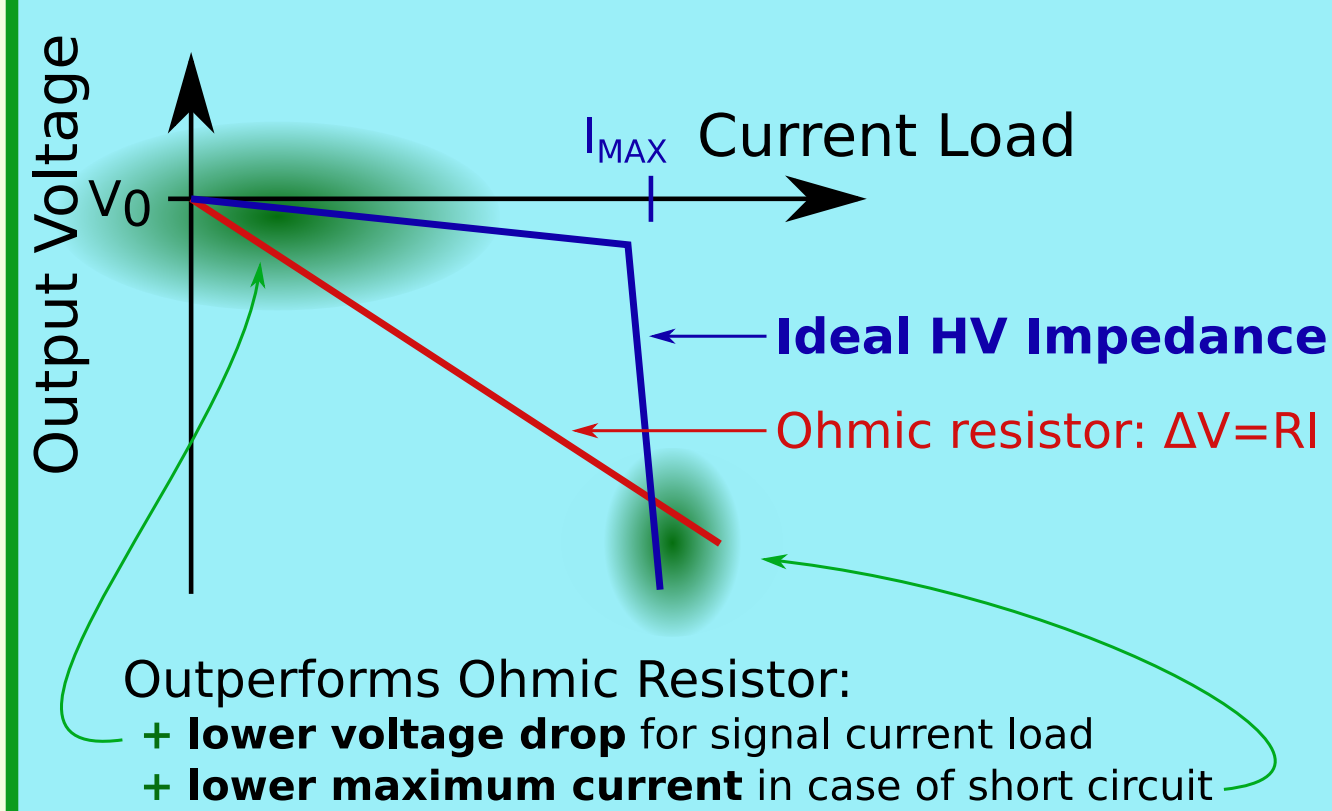 Output Voltage
I_MAX Current Load
V0
Ideal HV Impedance
Ohmic resistor: ΔV=RI
Outperforms Ohmic Resistor:
+ lower voltage drop for signal current load
+ lower maximum current in case of short circuit